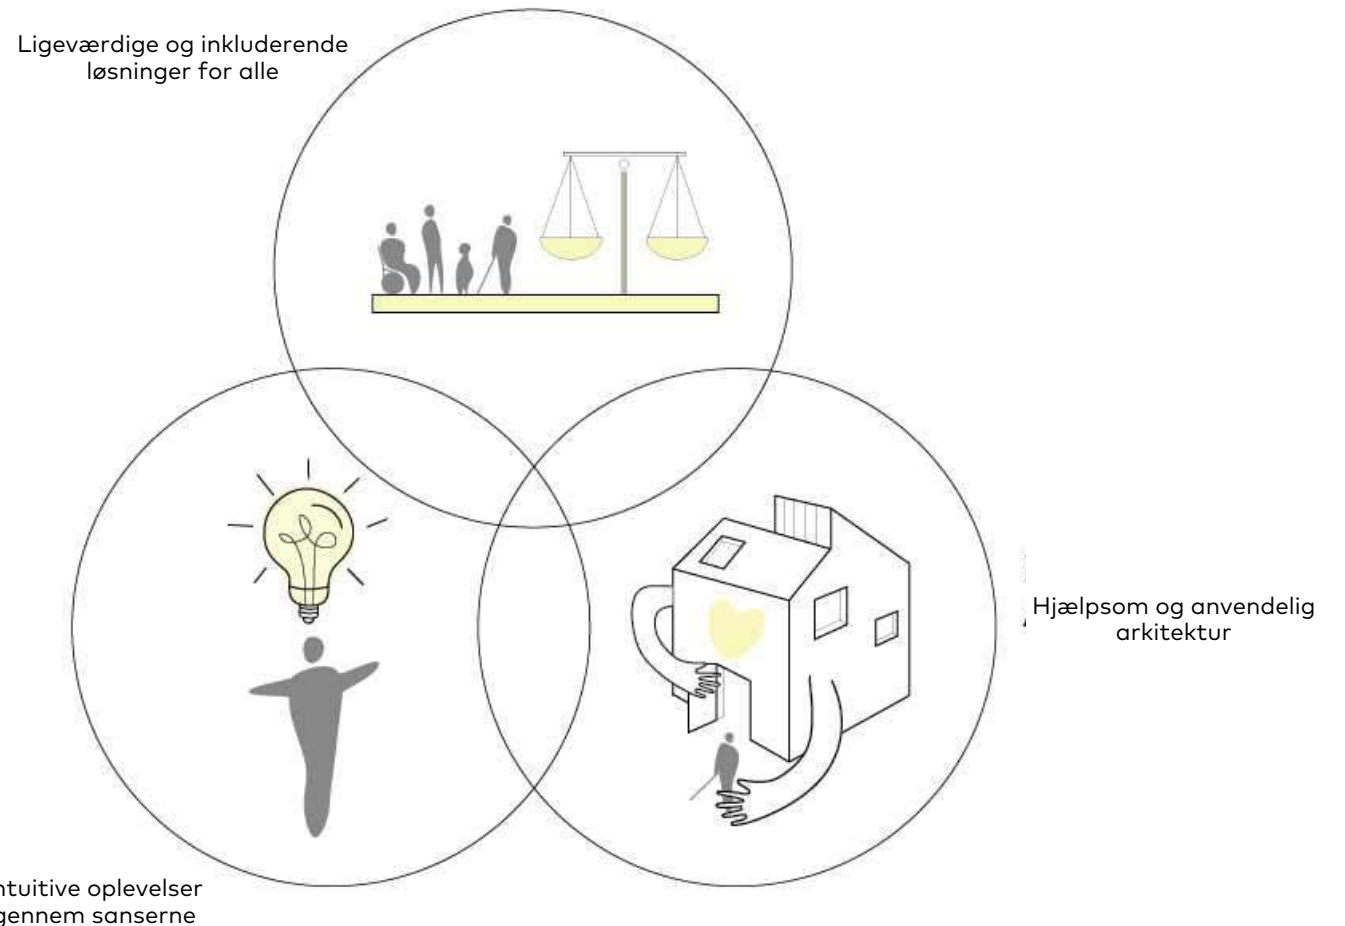 Ligeværdige og inkluderende
løsninger for alle
Hjælpsom og anvendelig
arkitektur
ntuitive oplevelser
gennem sanserne